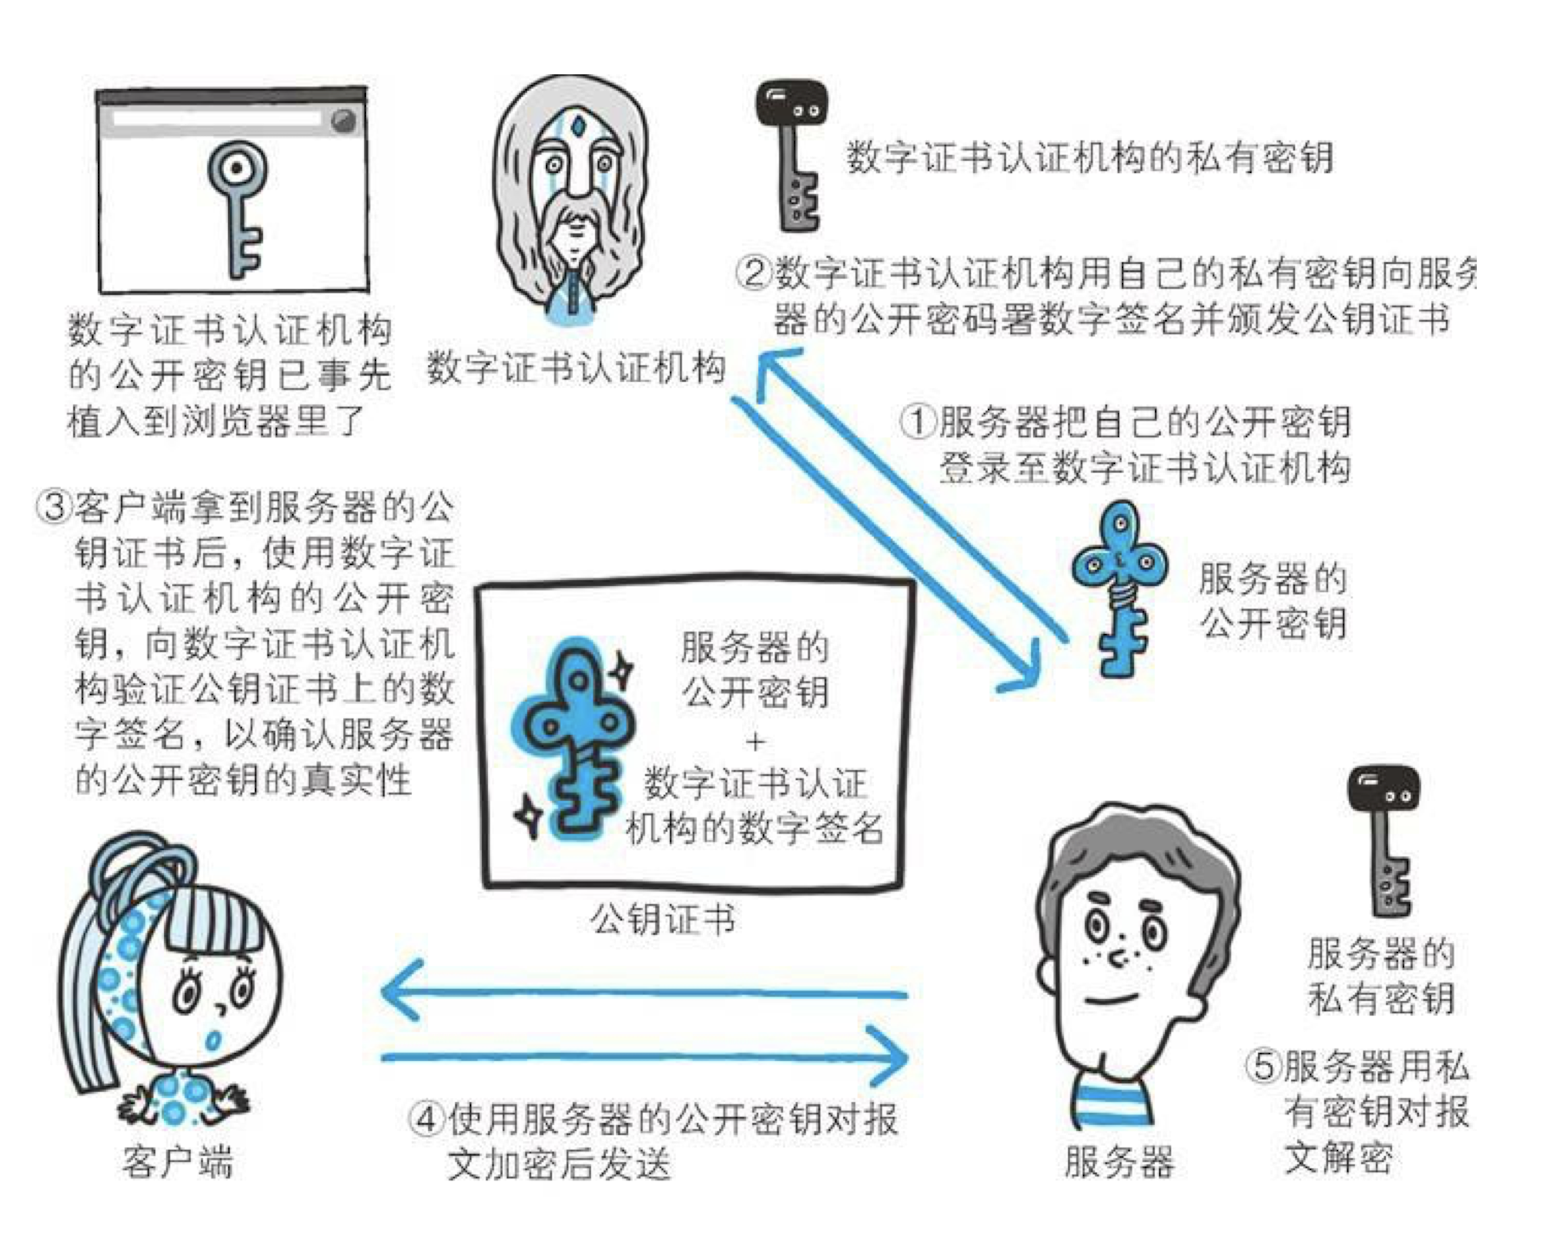 数字证书认证机构
的公开密钥已事先
植入到浏览器里了
数字证书认证机构
数字证书认证机构的私有密钥
②数字证书认证机构用自己的私有密钥向服务
器的公开密码署数字签名并颁发公钥证书
①服务器把自己的公开密钥
登录至数字证书认证机构
服务器的
公开密钥
③客户端拿到服务器的公
钥证书后，使用数字证
书认证机构的公开密
钥，向数字证书认证机
构验证公钥证书上的数
字签名，以确认服务器
的公开密钥的真实性
服务器的
公开密钥
+
数字证书认证
机构的数字签名
公钥证书
服务器的
私有密钥
④使用服务器的公开密钥对报
文加密后发送
⑤服务器用私
有密钥对报
文解密
客户端
服务器